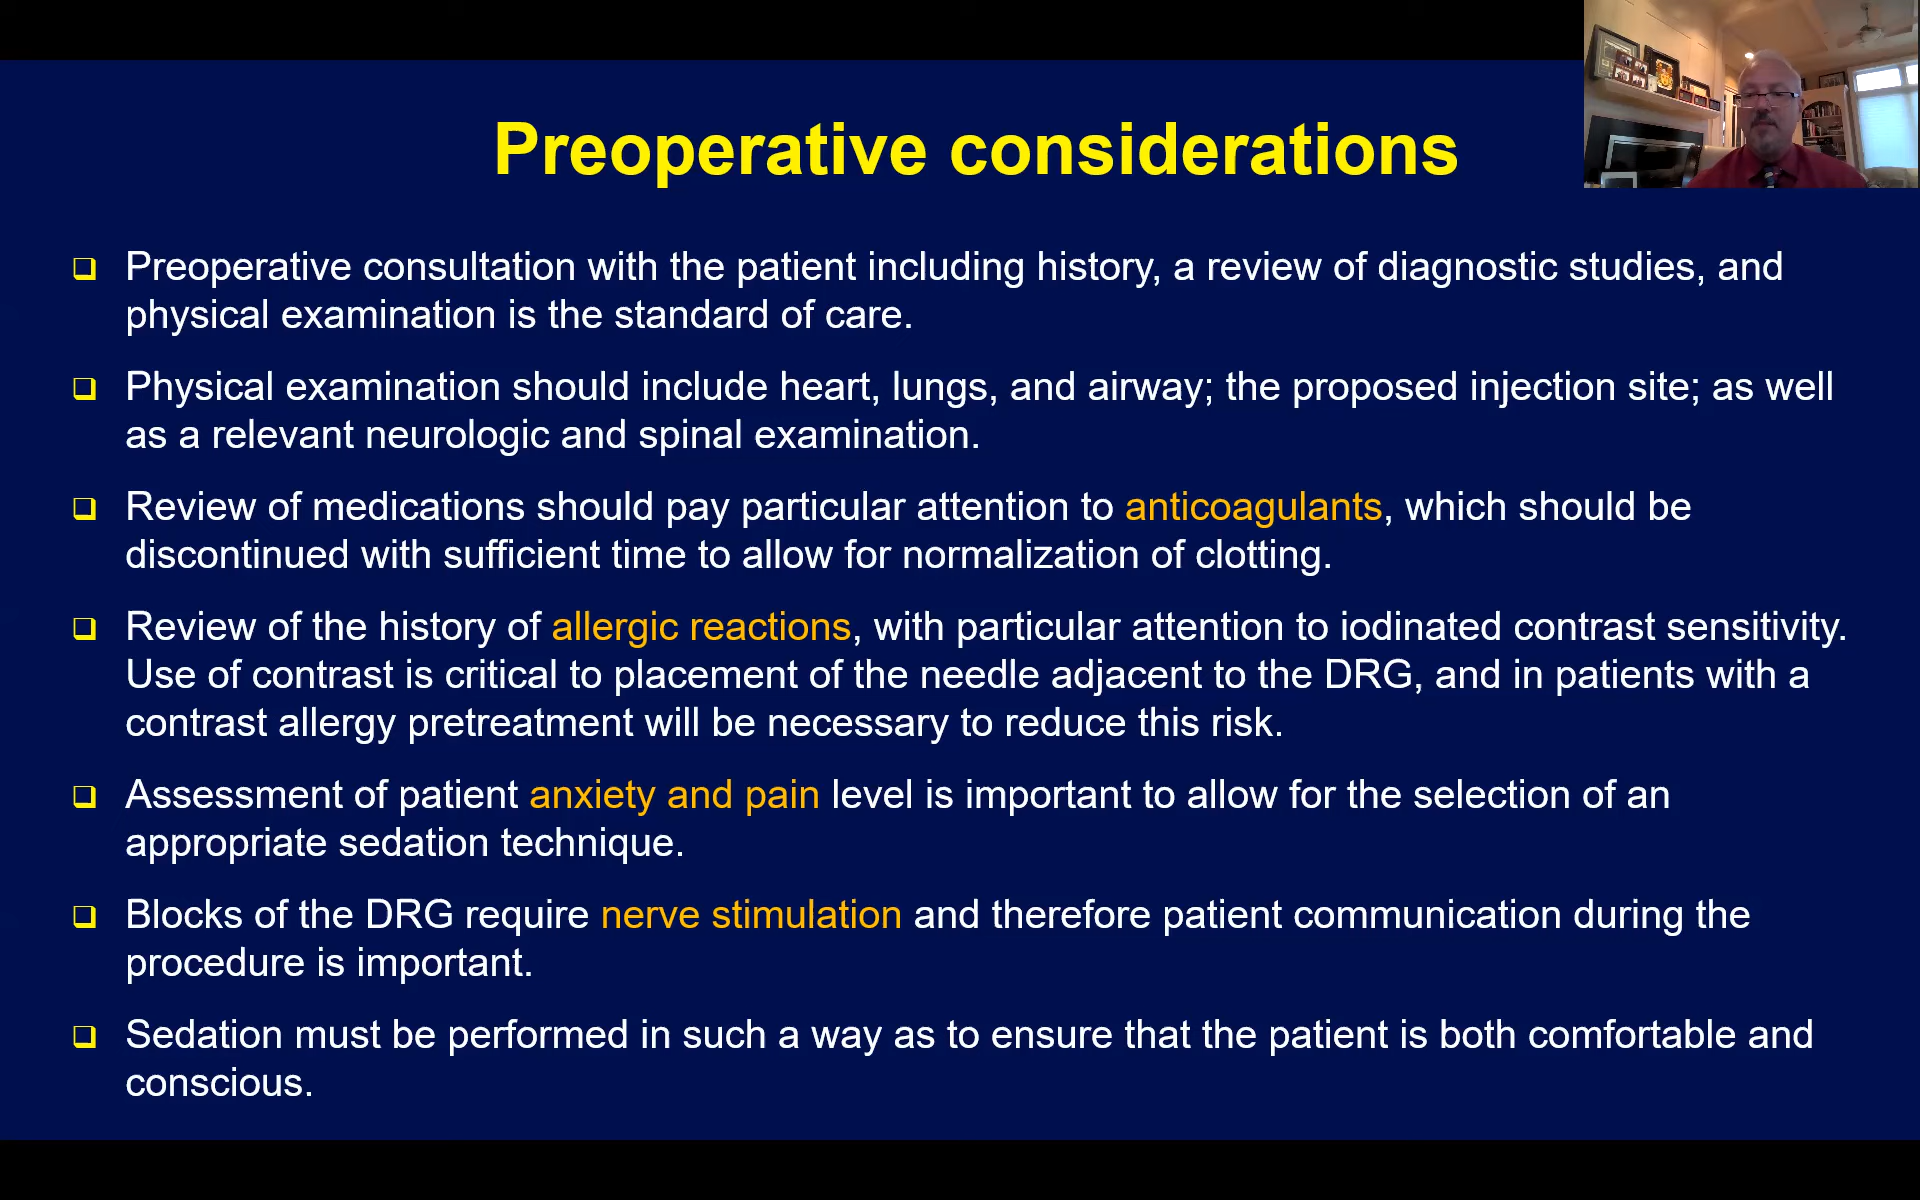 Preoperative considerations
❑ Preoperative consultation with the patient including history, a review of diagnostic studies, and
physical examination is the standard of care.
❑ Physical examination should include heart, lungs, and airway; the proposed injection site; as well
as a relevant neurologic and spinal examination.
❑ Review of medications should pay particular attention to anticoagulants, which should be
discontinued with sufficient time to allow for normalization of clotting.
❑ Review of the history of allergic reactions, with particular attention to iodinated contrast sensitivity.
Use of contrast is critical to placement of the needle adjacent to the DRG, and in patients with a
contrast allergy pretreatment will be necessary to reduce this risk.
❑ Assessment of patient anxiety and pain level is important to allow for the selection of an
appropriate sedation technique.
❑ Blocks of the DRG require nerve stimulation and therefore patient communication during the
procedure is important.
❑ Sedation must be performed in such a way as to ensure that the patient is both comfortable and
conscious.